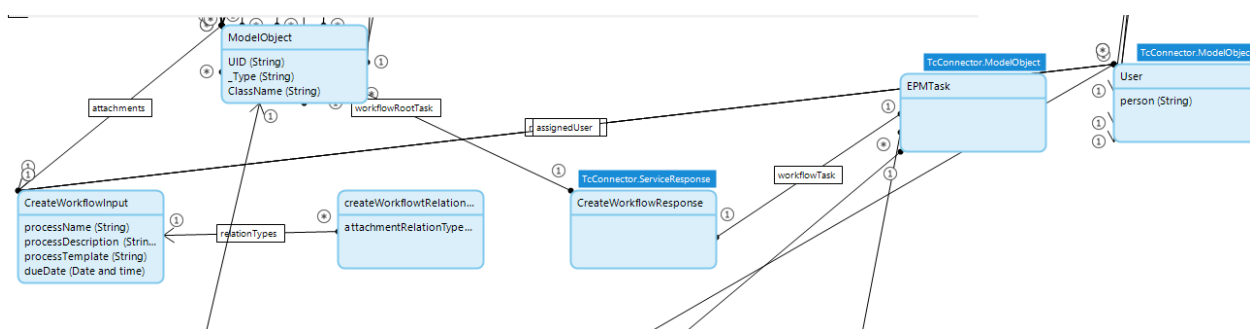 ModelObject
UID (String)
_Type (String)
ClassName (String)
TcConnector.ModelObject
EPMTask
TcConnector.ModelObjec
User
person (String)
attachments
workflowRootTask
assignedUser
workflowTask
CreateWorkflowInput
processName (String)
processDescription (Strin...
processTemplate (String)
dueDate (Date and time)
relationTypes
createWorkflowtRelation...
attachmentRelationType...
TcConnector.ServiceResponse
CreateWorkflowResponse
1
*
1
*
1
1
1
*
1
1
1
*
1
1
*
1
1
1